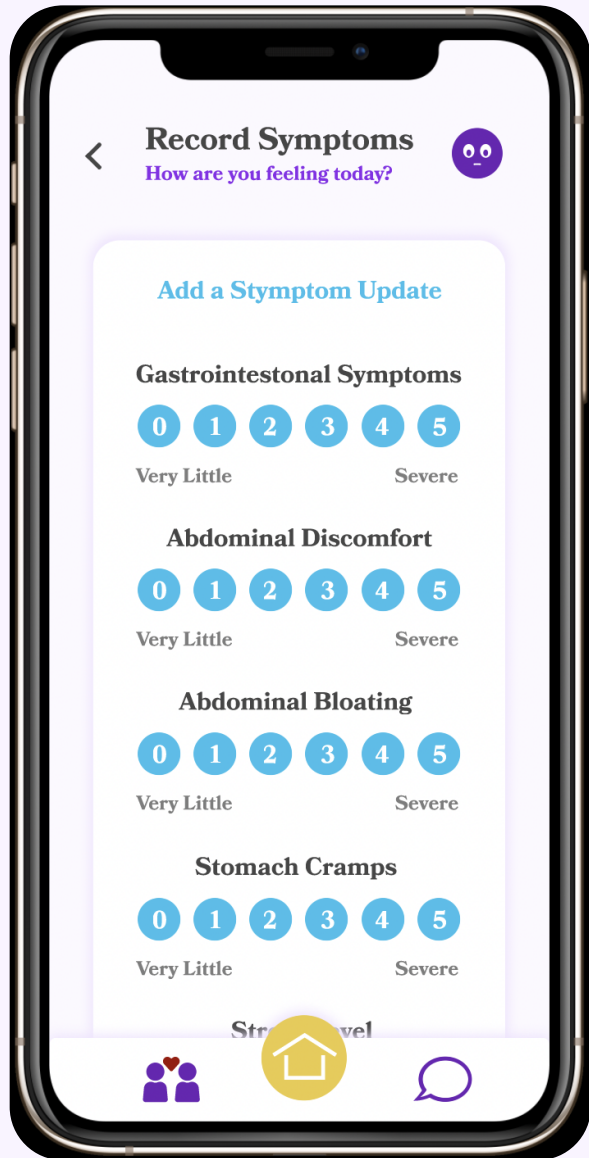 Record Symptoms
How are you feeling today?
Add a Stymptom Update
Gastrointestonal Symptoms
0 1 2 3 4 5
Very Little Severe
Abdominal Discomfort
0 1 2 3 4 5
Very Little Severe
Abdominal Bloating
0 1 2 3 4 5
Very Little Severe
Stomach Cramps
0 1 2 3 4 5
Very Little Severe